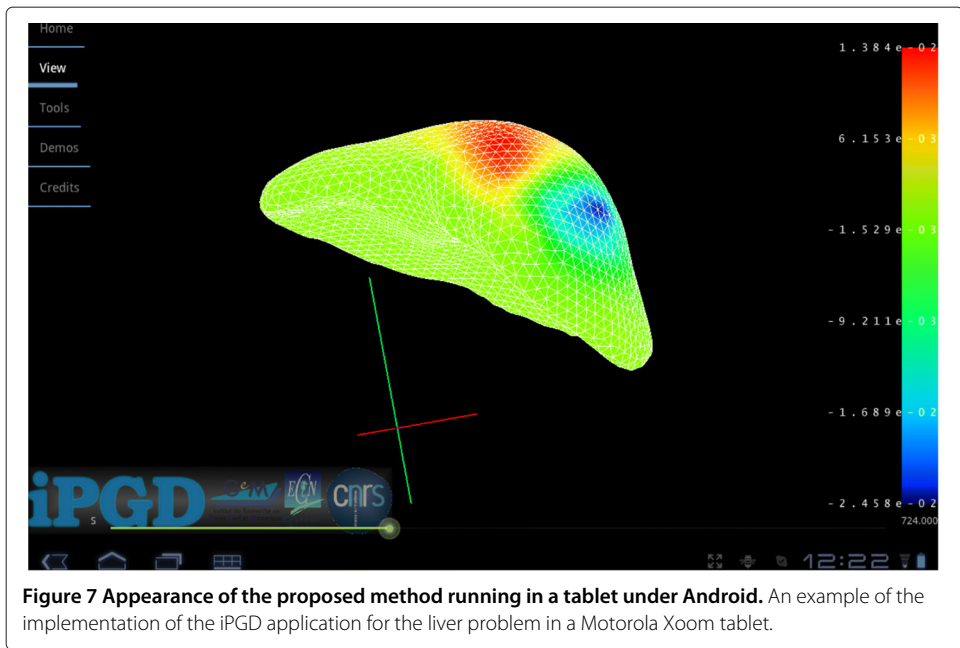 Home
View
Tools
Demos
Credits
1.384e-02
6.153e-03
-1.529e-03
-9.211e-03
-1.689e-02
-2.458e-02
iPGD
ECN
cnrs
S
724.000
12:22
Figure 7 Appearance of the proposed method running in a tablet under Android. An example of the
implementation of the iPGD application for the liver problem in a Motorola Xoom tablet.